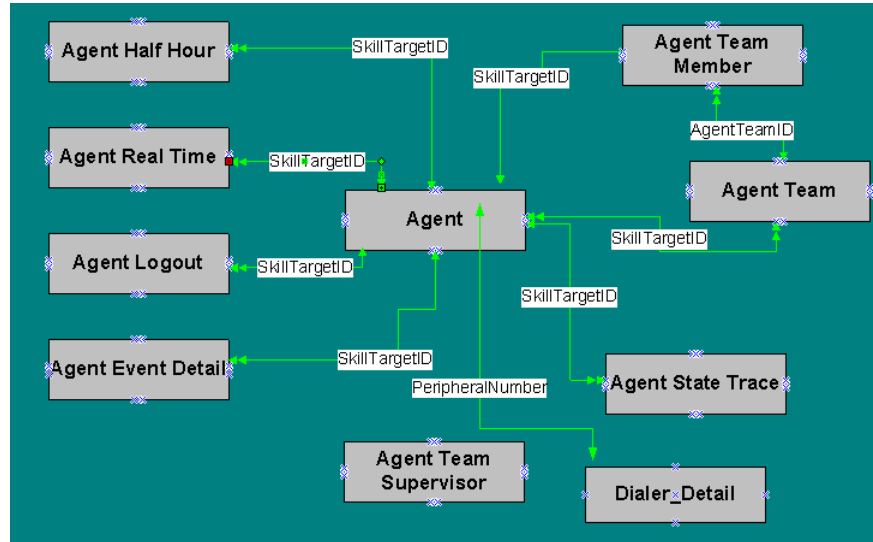 Agent Half Hour
SkillTargetID
Agent Team
Member
SkillTargetID
AgentTeamID
Agent Real Time
SkillTargetID
Agent Team
Agent
SkillTargetID
Agent Logout
SkillTargetID
SkillTargetID
Agent Event Detail
SkillTargetID
PeripheralNumber
Agent State Trace
Agent Team
Supervisor
Dialer_Detail